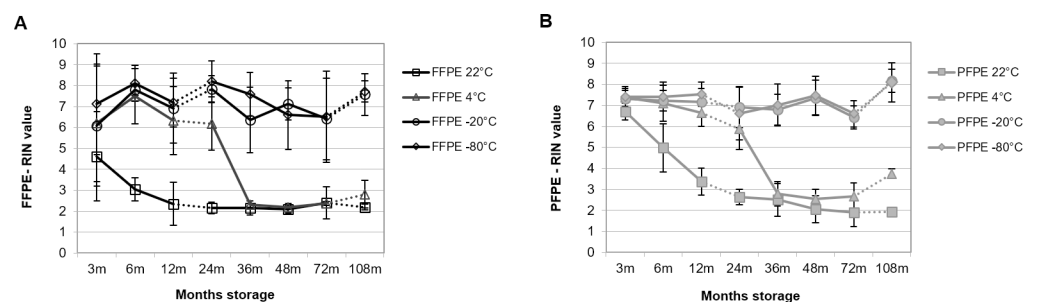 A
FFPE- RIN value
10
9
8
7
6
5
4
3
2
1
0
3m 6m 12m 24m 36m 48m 72m 108m
Months storage
FFPE 22°C
FFPE 4°C
FFPE -20°C
FFPE -80°C
B
PFPE - RIN value
10
9
8
7
6
5
4
3
2
1
0
3m 6m 12m 24m 36m 48m 72m 108m
Months storage
PFPE 22°C
PFPE 4°C
PFPE -20°C
PFPE -80°C